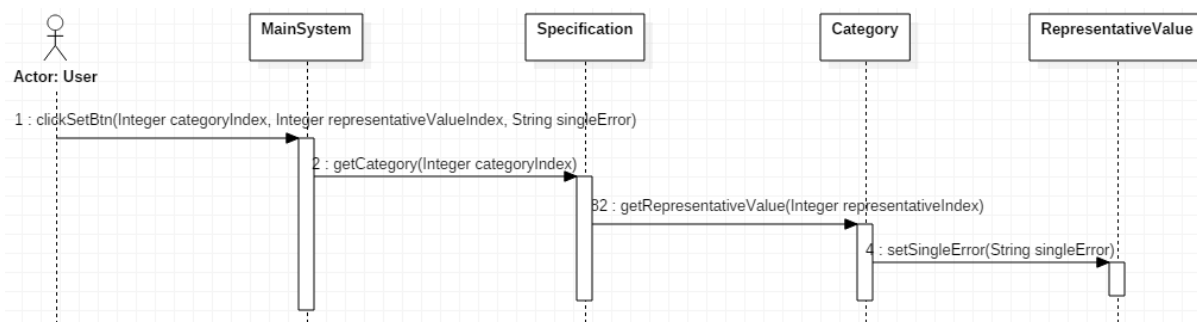 MainSystem
Specification
Category
RepresentativeValue
Actor: User
1 : clickSetBtn(Integer categoryIndex, Integer representativeValueIndex, String singleError)
2 : getCategory(Integer categoryIndex)
32 : getRepresentativeValue(Integer representativeIndex)
4 : setSingleError(String singleError)